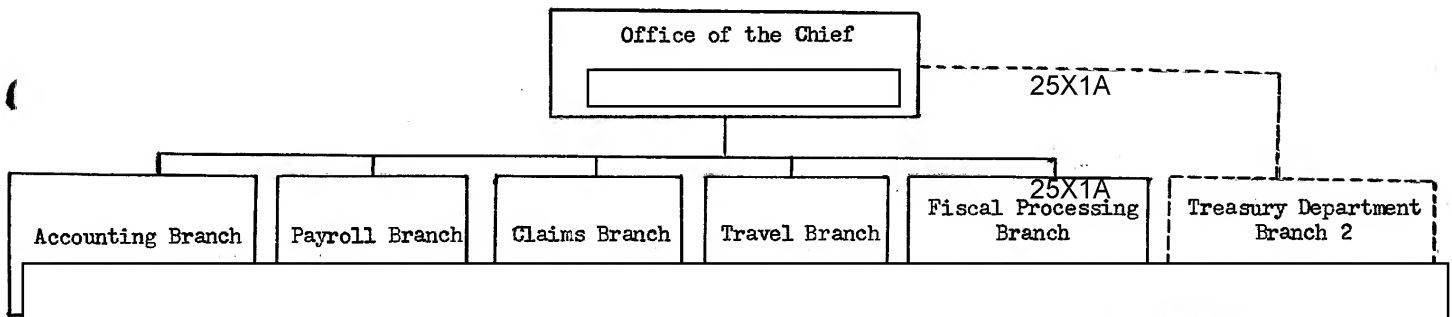 Office of the Chief
25X1A
25X1A
Accounting Branch
Payroll Branch
Claims Branch
Travel Branch
Fiscal Processing
Branch
Treasury Department
Branch 2